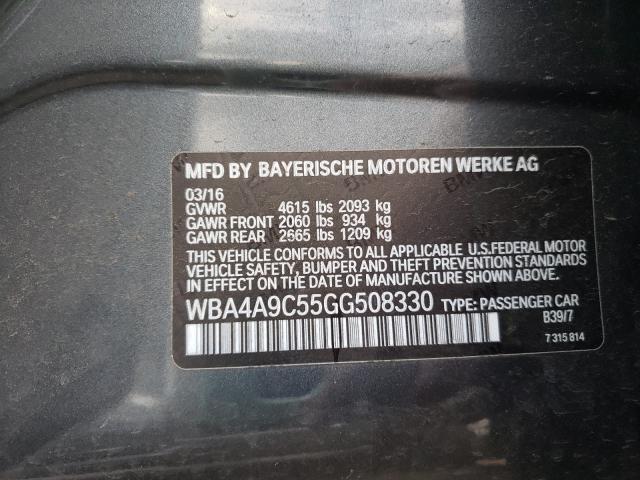 MFD BY BAYERISCHE MOTOREN WERKE AG
03/16
GVWR 4615 lbs 2093 kg
GAWR FRONT 2060 lbs 934 kg
GAWR REAR 2665 lbs 1209 kg
THIS VEHICLE CONFORMS TO ALL APPLICABLE U.S.FEDERAL MOTOR
VEHICLE SAFETY, BUMPER AND THEFT PREVENTION STANDARDS
IN EFFECT ON THE DATE OF MANUFACTURE SHOWN ABOVE.
WBA4A9C55GG508330 TYPE: PASSENGER CAR
B39/7
7 315 814